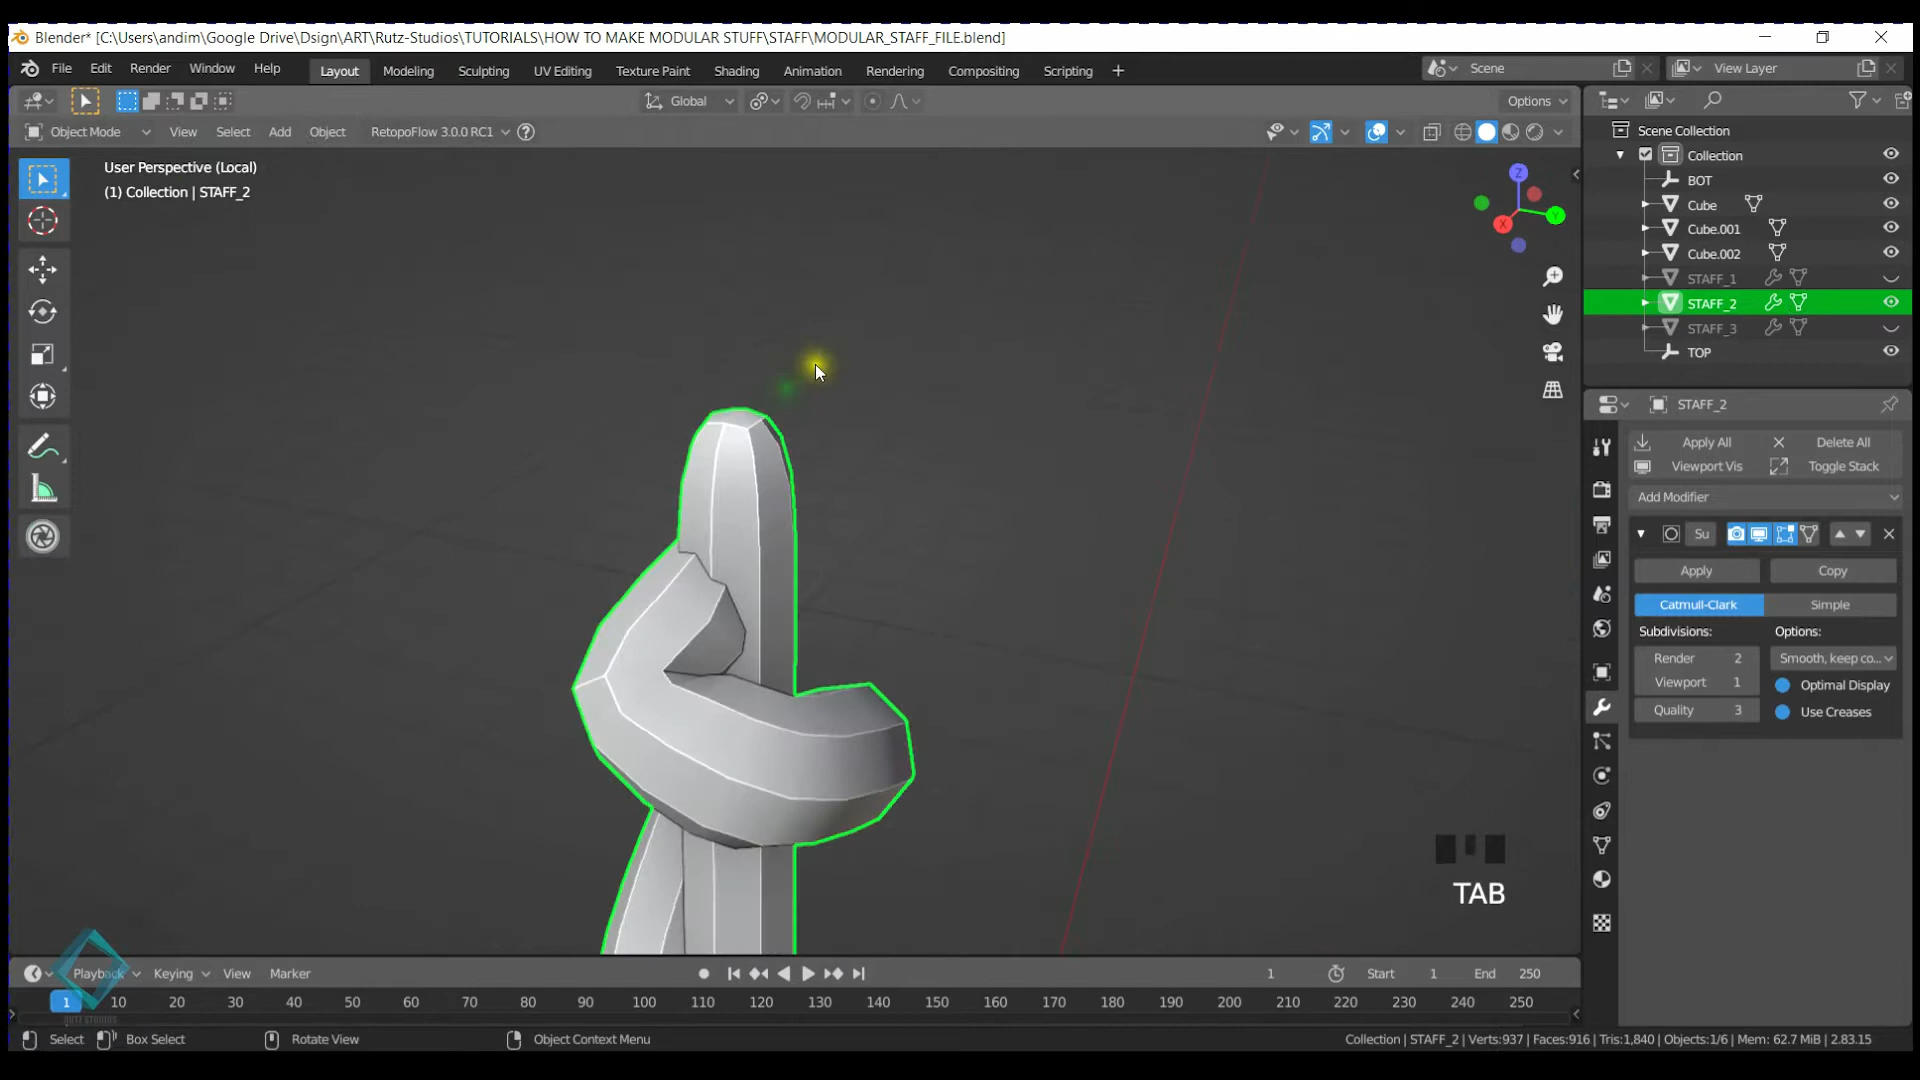 Blender* [C:\Users\andim\Google Drive\Dsign\ART\Rutz-Studios\TUTORIALS\HOW TO MAKE MODULAR STUFF\STAFF\MODULAR_STAFF_FILE.blend]
File Edit Render Window Help Layout Modeling Sculpting UV Editing Texture Paint Shading Animation Rendering Compositing Scripting + Scene View Layer
Global Options
Object Mode View Select Add Object RetopoFlow 3.0.0 RC1
User Perspective (Local)
(1) Collection | STAFF_2
Z
Y
X
Scene Collection
Collection
BOT
Cube
Cube.001
Cube.002
STAFF_1
STAFF_2
STAFF_3
TOP
STAFF_2
Apply All Delete All
Viewport Vis Toggle Stack
Add Modifier
Su
Apply Copy
Catmull-Clark Simple
Subdivisions: Options:
Render 2 Smooth, keep co...
Viewport 1 Optimal Display
Quality 3 Use Creases
TAB
Playback Keying View Marker 1 Start 1 End 250
1 10 20 30 40 50 60 70 80 90 100 110 120 130 140 150 160 170 180 190 200 210 220 230 240 250
RUTZ STUDIOS
Select Box Select Rotate View Object Context Menu Collection | STAFF_2 | Verts:937 | Faces:916 | Tris:1,840 | Objects:1/6 | Mem: 62.7 MiB | 2.83.15